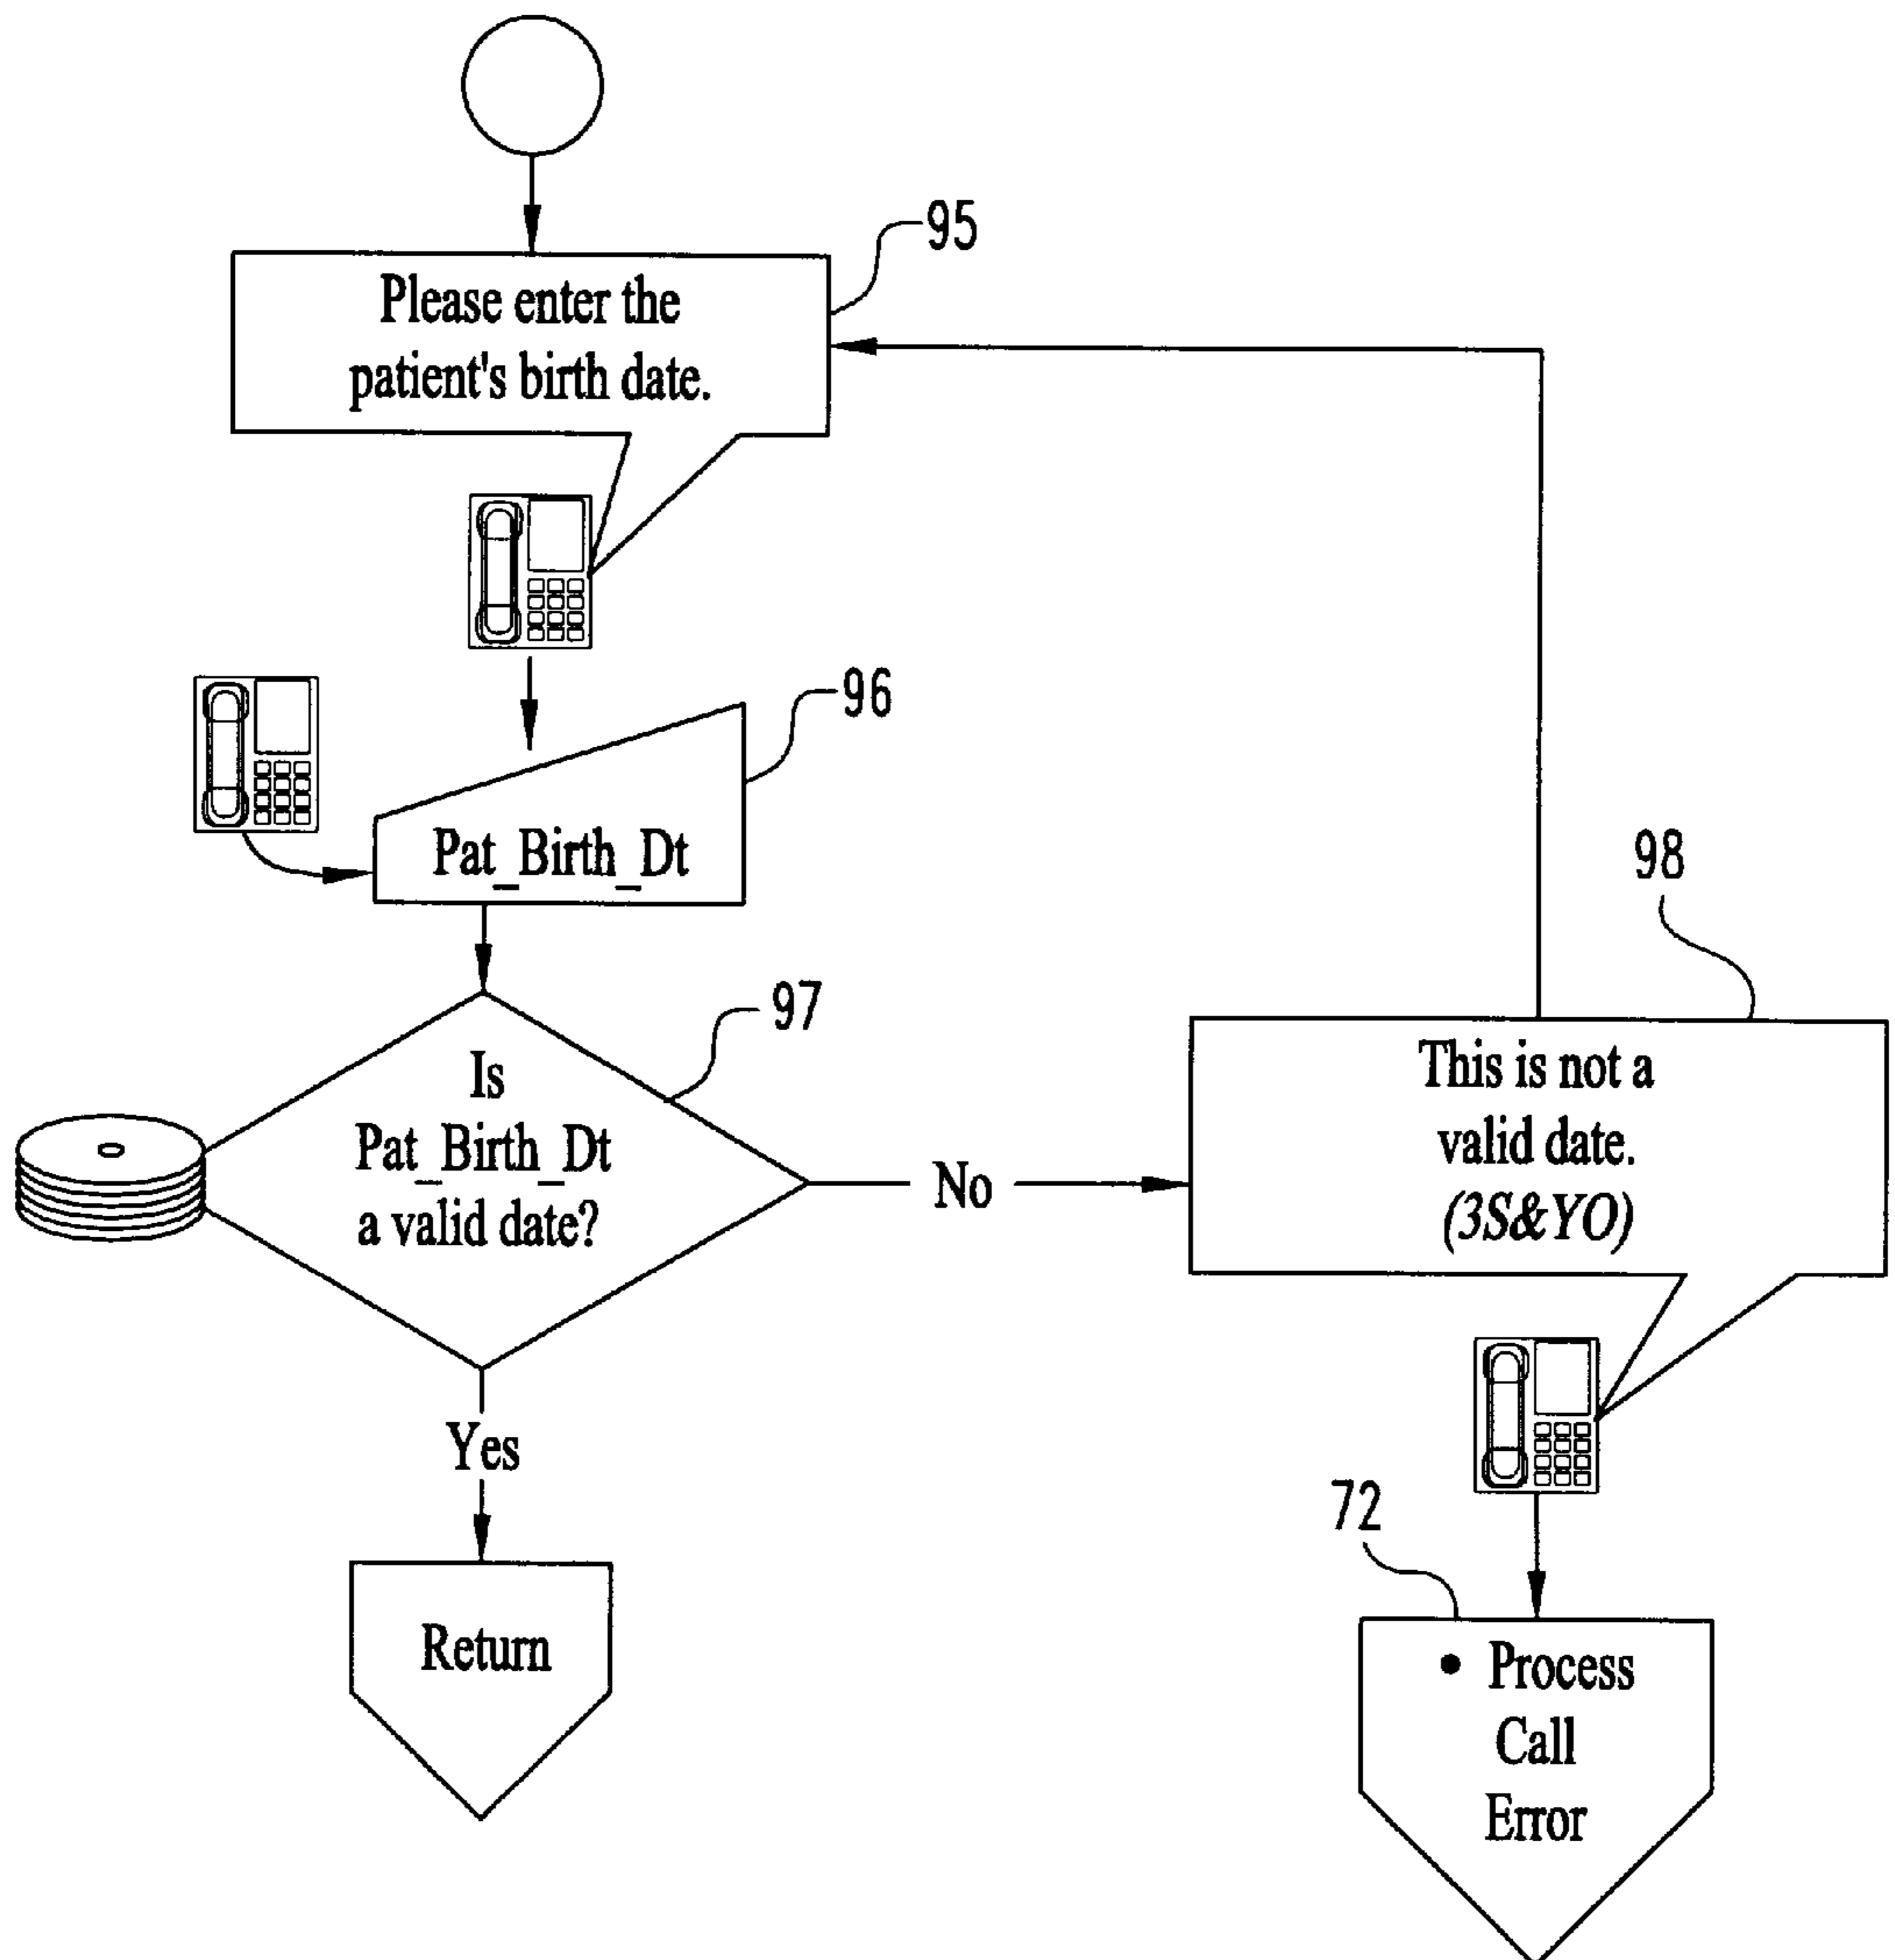 95
Please enter the
patient's birth date.
96
Pat_Birth_Dt
97
Is
Pat_Birth_Dt
a valid date?
No
98
This is not a
valid date.
(3S&YO)
Yes
Return
72
• Process
Call
Error